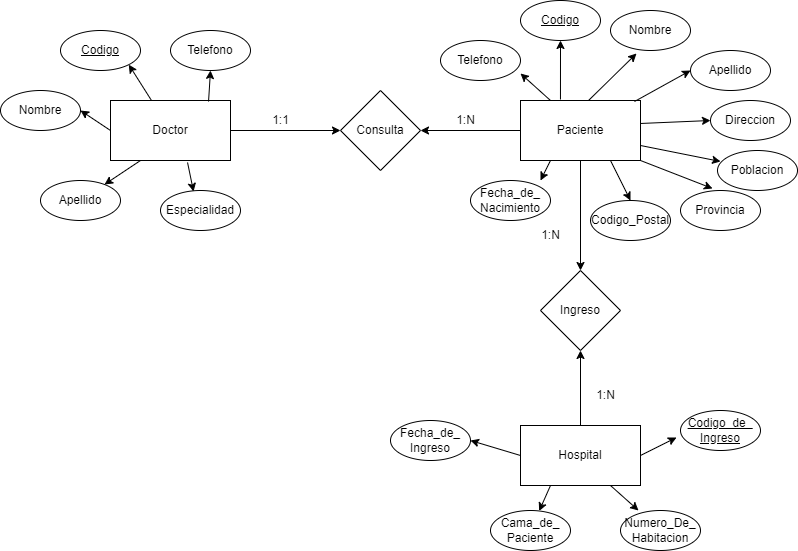 Codigo
Nombre
Codigo
Telefono
Telefono
Apellido
Nombre
Doctor
1:1
Consulta
1:N
Paciente
Direccion
Poblacion
Apellido
Especialidad
Fecha_de_
Nacimiento
Codigo_Postal
Provincia
1:N
Ingreso
1:N
Fecha_de_
Ingreso
Hospital
Codigo_de_
Ingreso
Cama_de_
Paciente
Numero_De_
Habitacion